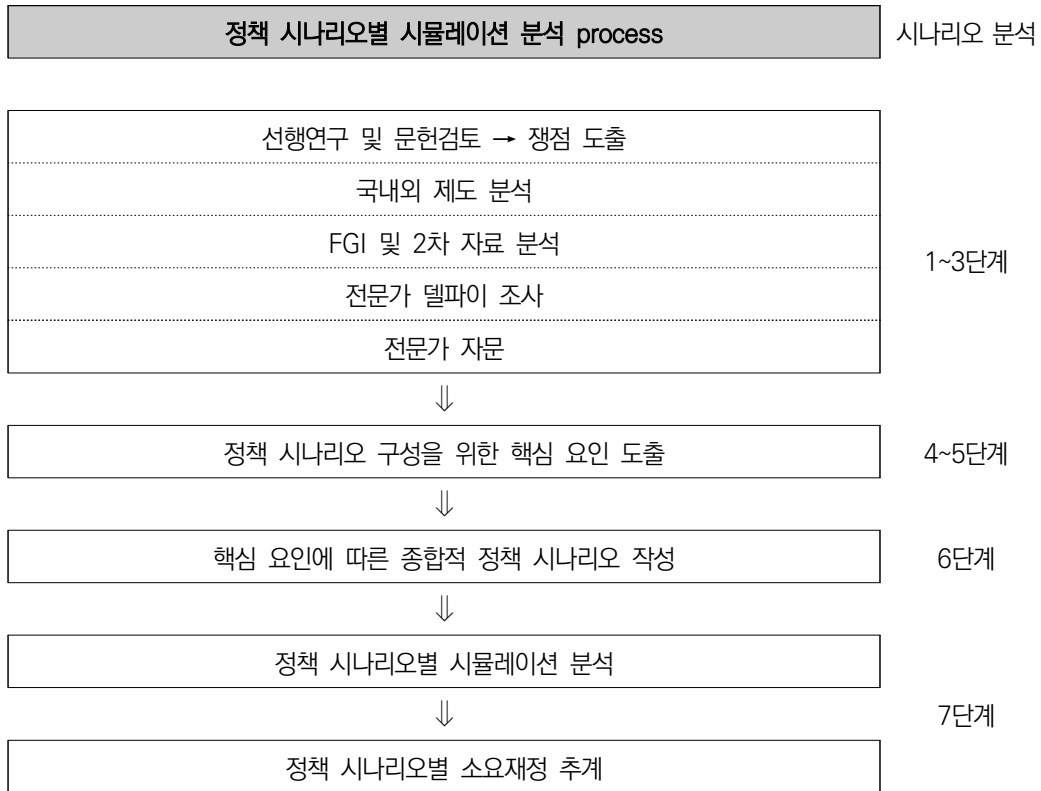 정책 시나리오별 시뮬레이션 분석 process
시나리오 분석
선행연구 및 문헌검토 → 쟁점 도출
국내외 제도 분석
FGI 및 2차 자료 분석
전문가 델파이 조사
전문가 자문
1~3단계
⇓
정책 시나리오 구성을 위한 핵심 요인 도출
4~5단계
⇓
핵심 요인에 따른 종합적 정책 시나리오 작성
6단계
⇓
정책 시나리오별 시뮬레이션 분석
⇓
7단계
정책 시나리오별 소요재정 추계